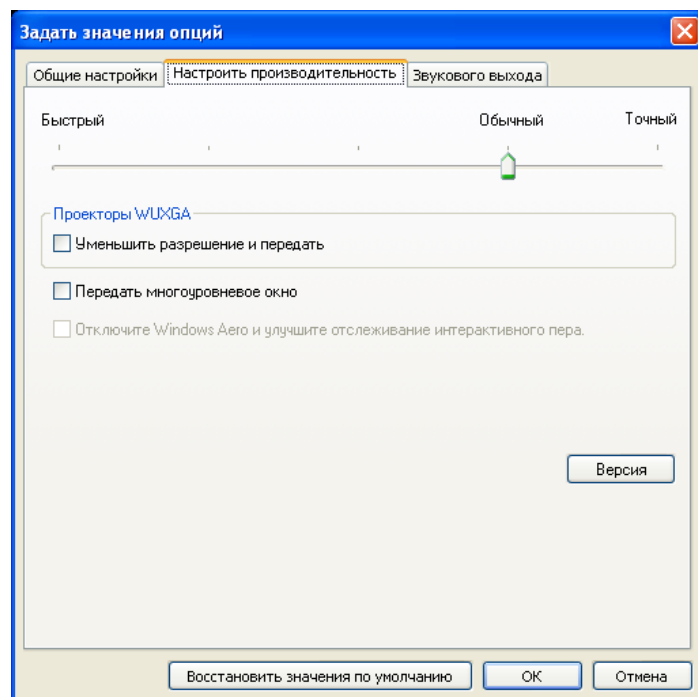 Задать значения опций
Общие настройки Настроить производительность Звукового выхода
Быстрый Обычный Точный
Проекторы WUXGA
Уменьшить разрешение и передать
Передать многоуровневое окно
Отключите Windows Aero и улучшите отслеживание интерактивного пера.
Версия
Восстановить значения по умолчанию OK Отмена